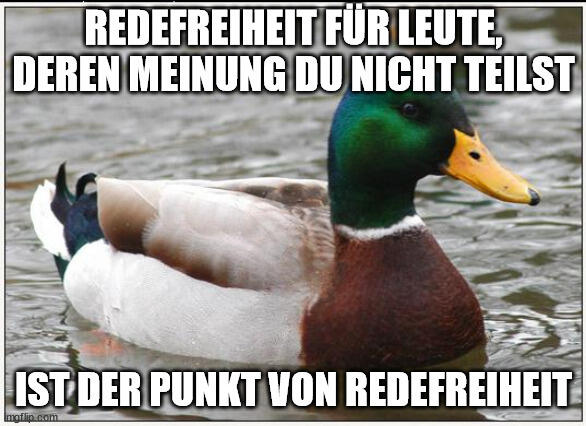 REDEFREIHEIT FÜR LEUTE,
DEREN MEINUNG DU NICHT TEILST
IST DER PUNKT VON REDEFREIHEIT
imgflip.com